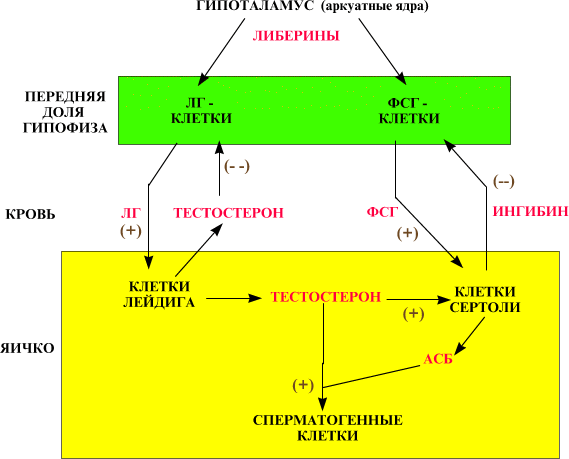 ГИПОТАЛАМУС (аркуатные ядра)
ЛИБЕРИНЫ
ПЕРЕДНЯЯ
ДОЛЯ
ГИПОФИЗА
ЛГ -
КЛЕТКИ
ФСГ -
КЛЕТКИ
(- -)
(--)
КРОВЬ
ЛГ
(+)
ТЕСТОСТЕРОН
ФСГ
(+)
ИНГИБИН
КЛЕТКИ
ЛЕЙДИГА
ТЕСТОСТЕРОН
(+)
КЛЕТКИ
СЕРТОЛИ
ЯИЧКО
АСБ
(+)
СПЕРМАТОГЕННЫЕ
КЛЕТКИ